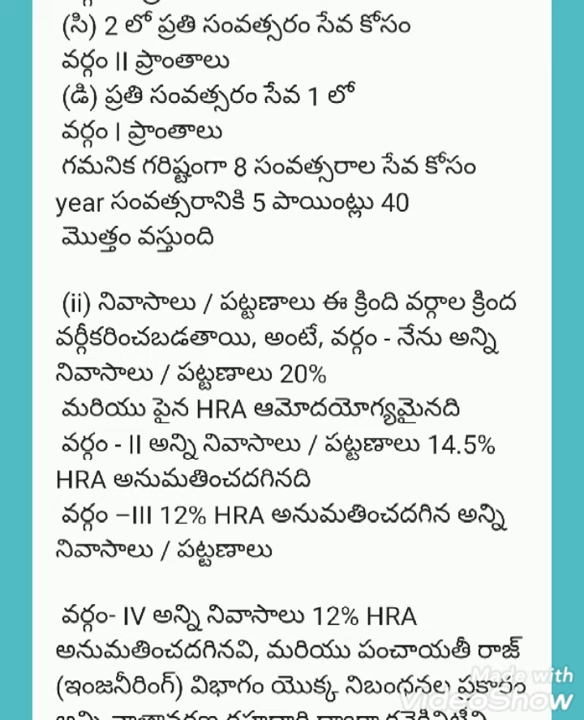 (సి) 2 లో ప్రతి సంవత్సరం సేవ కోసం
వర్గం II ప్రాంతాలు
(డి) ప్రతి సంవత్సరం సేవ 1 లో
వర్గం I ప్రాంతాలు
గమనిక గరిష్టంగా 8 సంవత్సరాల సేవ కోసం
year సంవత్సరానికి 5 పాయింట్లు 40
మొత్తం వస్తుంది
(ii) నివాసాలు / పట్టణాలు ఈ క్రింది వర్గాల క్రింద
వర్గీకరించబడతాయి, అంటే, వర్గం - నేను అన్ని
నివాసాలు / పట్టణాలు 20%
మరియు పైన HRA ఆమోదయోగ్యమైనది
వర్గం - II అన్ని నివాసాలు / పట్టణాలు 14.5%
HRA అనుమతించదగినది
వర్గం –III 12% HRA అనుమతించదగిన అన్ని
నివాసాలు / పట్టణాలు
వర్గం- IV అన్ని నివాసాలు 12% HRA
అనుమతించదగినవి, మరియు పంచాయతీ రాజ్
(ఇంజనీరింగ్) విభాగం యొక్క నిబంధనల ప్రకారం
Made with
VideoShow